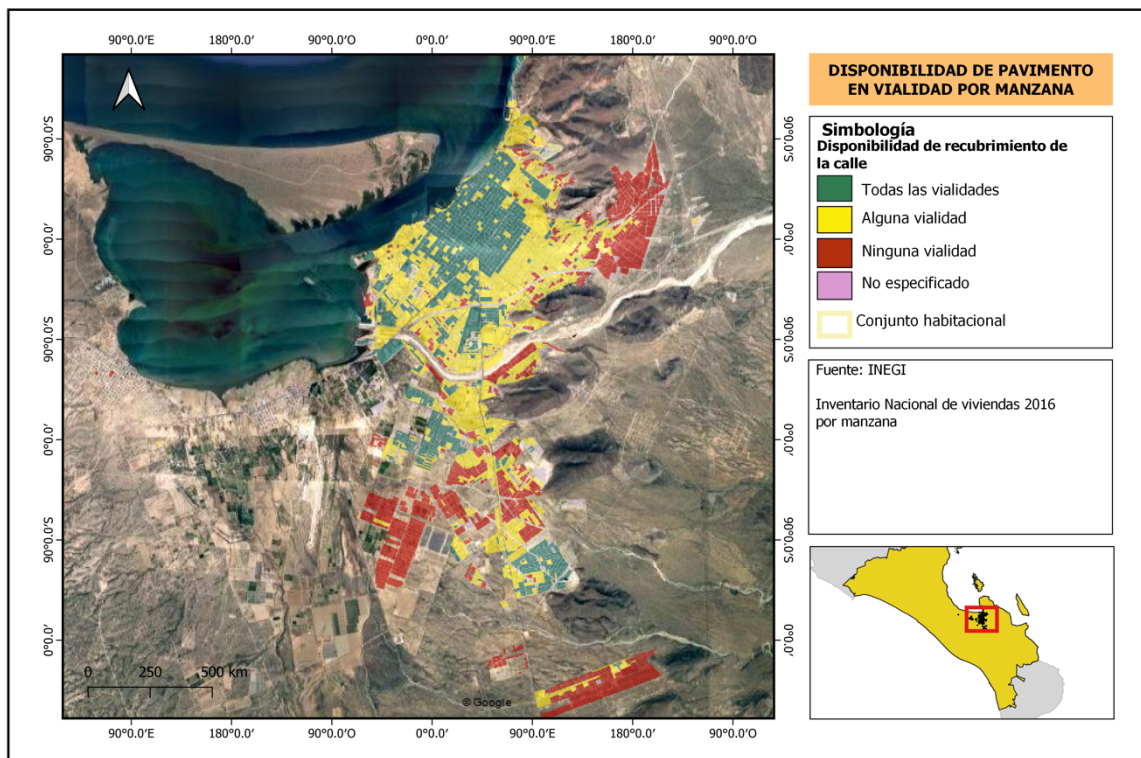 90°0.0'E 180°0.0' 90°0.0'O 0°0.0' 90°0.0'E 180°0.0' 90°0.0'O
DISPONIBILIDAD DE PAVIMENTO
EN VIALIDAD POR MANZANA
Simbología
Disponibilidad de recubrimiento de
la calle
Todas las vialidades
Alguna vialidad
Ninguna vialidad
No especificado
Conjunto habitacional
Fuente: INEGI
Inventario Nacional de viviendas 2016
por manzana
90°0.0'S
0°0.0'
90°0.0'S
0°0.0'
90°0.0'S
0°0.0'
90°0.0'S
0°0.0'
90°0.0'S
0°0.0'
90°0.0'S
0°0.0'
0 250 500 km
© Google
90°0.0'E 180°0.0' 90°0.0'O 0°0.0' 90°0.0'E 180°0.0' 90°0.0'O